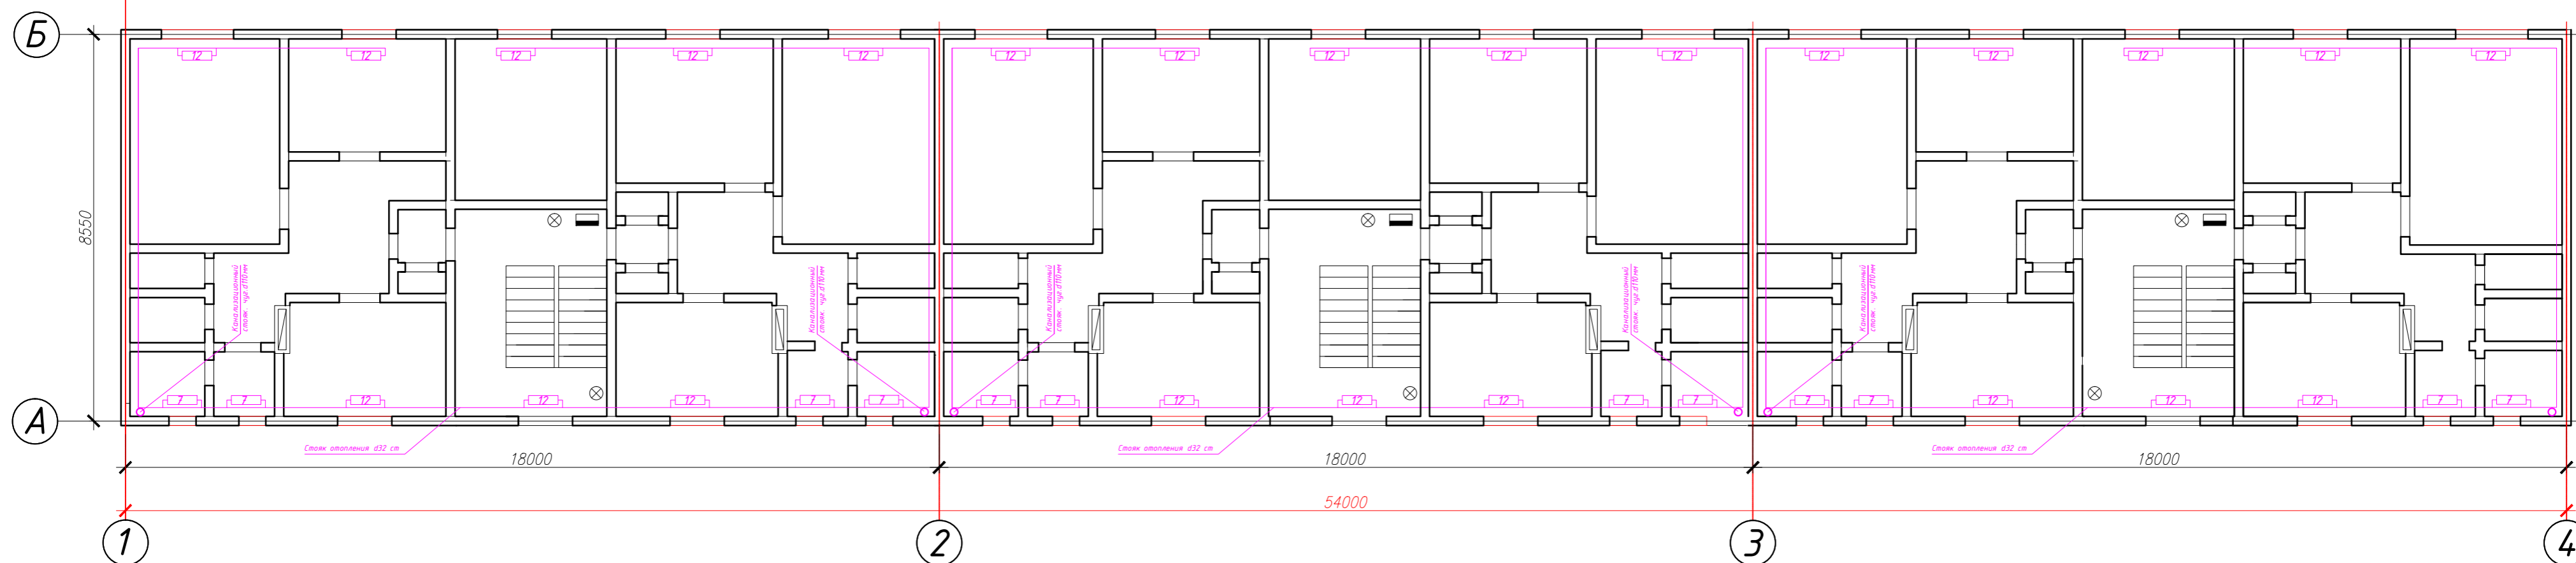 Б
12 12 12 12 12 12 12 12 12 12 12 12 12 12 12
8550
Канализационный
стояк. чуг.d110мм
Канализационный
стояк. чуг.d110мм
Канализационный
стояк. чуг.d110мм
Канализационный
стояк. чуг.d110мм
Канализационный
стояк. чуг.d110мм
7 7 12 12 12 7 7 7 7 12 12 12 7 7 7 7 12 12 12 7 7
А
Стояк отопления d32 ст
Стояк отопления d32 ст
Стояк отопления d32 ст
18000 18000 18000
54000
1 2 3 4